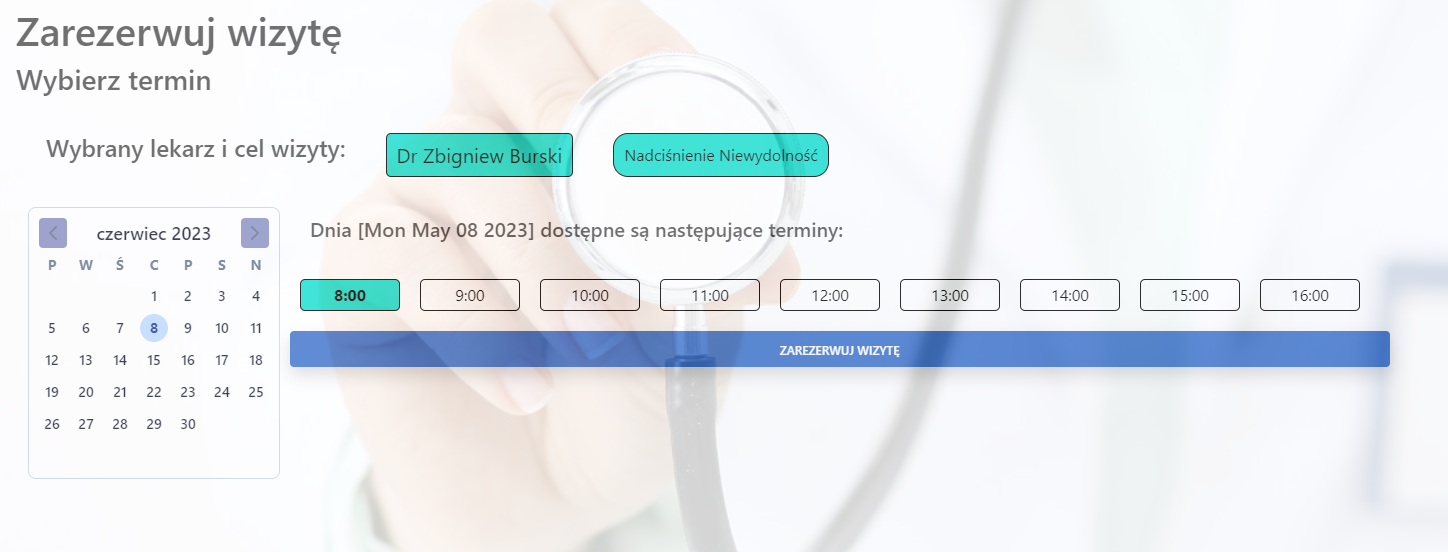 Zarezerwuj wizytę
Wybierz termin
Wybrany lekarz i cel wizyty: Dr Zbigniew Burski Nadciśnienie Niewydolność
czerwiec 2023
P W Ś C P S N
1 2 3 4
5 6 7 8 9 10 11
12 13 14 15 16 17 18
19 20 21 22 23 24 25
26 27 28 29 30
Dnia [Mon May 08 2023] dostępne są następujące terminy:
8:00 9:00 10:00 11:00 12:00 13:00 14:00 15:00 16:00
ZAREZERWUJ WIZYTĘ